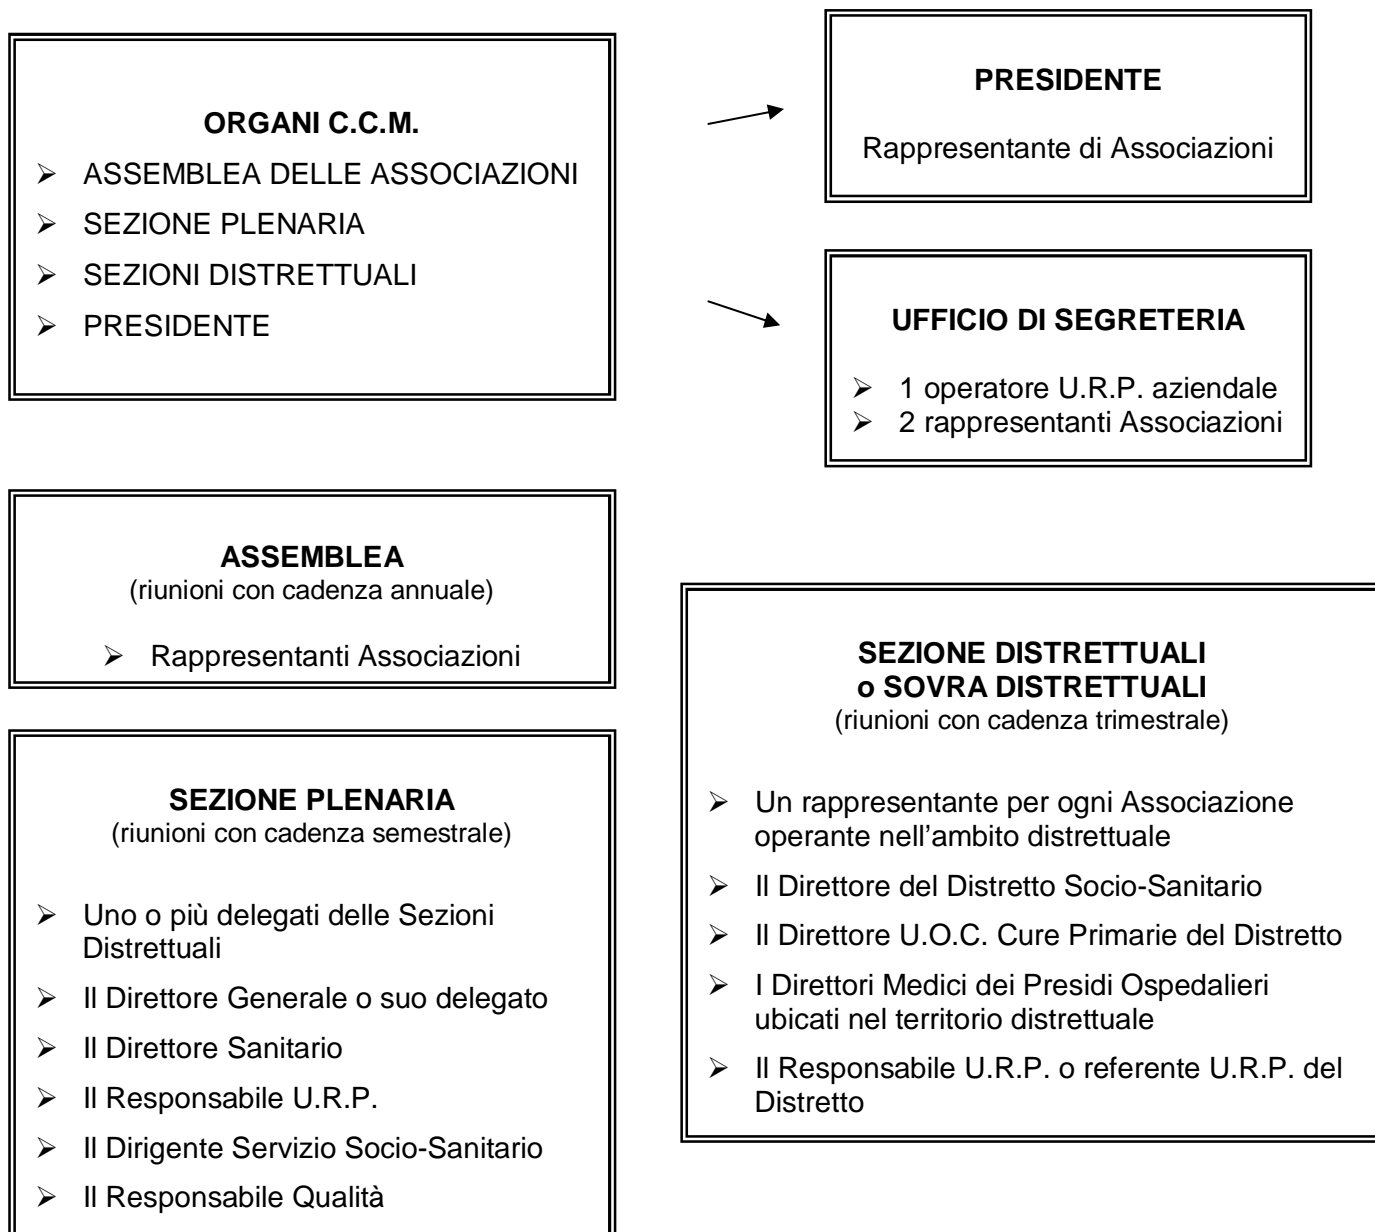 ORGANI C.C.M.
➢ ASSEMBLEA DELLE ASSOCIAZIONI
➢ SEZIONE PLENARIA
➢ SEZIONI DISTRETTUALI
➢ PRESIDENTE
PRESIDENTE
Rappresentante di Associazioni
UFFICIO DI SEGRETERIA
➢ 1 operatore U.R.P. aziendale
➢ 2 rappresentanti Associazioni
ASSEMBLEA
(riunioni con cadenza annuale)
➢ Rappresentanti Associazioni
SEZIONE PLENARIA
(riunioni con cadenza semestrale)
➢ Uno o più delegati delle Sezioni
Distrettuali
➢ Il Direttore Generale o suo delegato
➢ Il Direttore Sanitario
➢ Il Responsabile U.R.P.
➢ Il Dirigente Servizio Socio-Sanitario
➢ Il Responsabile Qualità
SEZIONE DISTRETTUALI
o SOVRA DISTRETTUALI
(riunioni con cadenza trimestrale)
➢ Un rappresentante per ogni Associazione
operante nell’ambito distrettuale
➢ Il Direttore del Distretto Socio-Sanitario
➢ Il Direttore U.O.C. Cure Primarie del Distretto
➢ I Direttori Medici dei Presidi Ospedalieri
ubicati nel territorio distrettuale
➢ Il Responsabile U.R.P. o referente U.R.P. del
Distretto